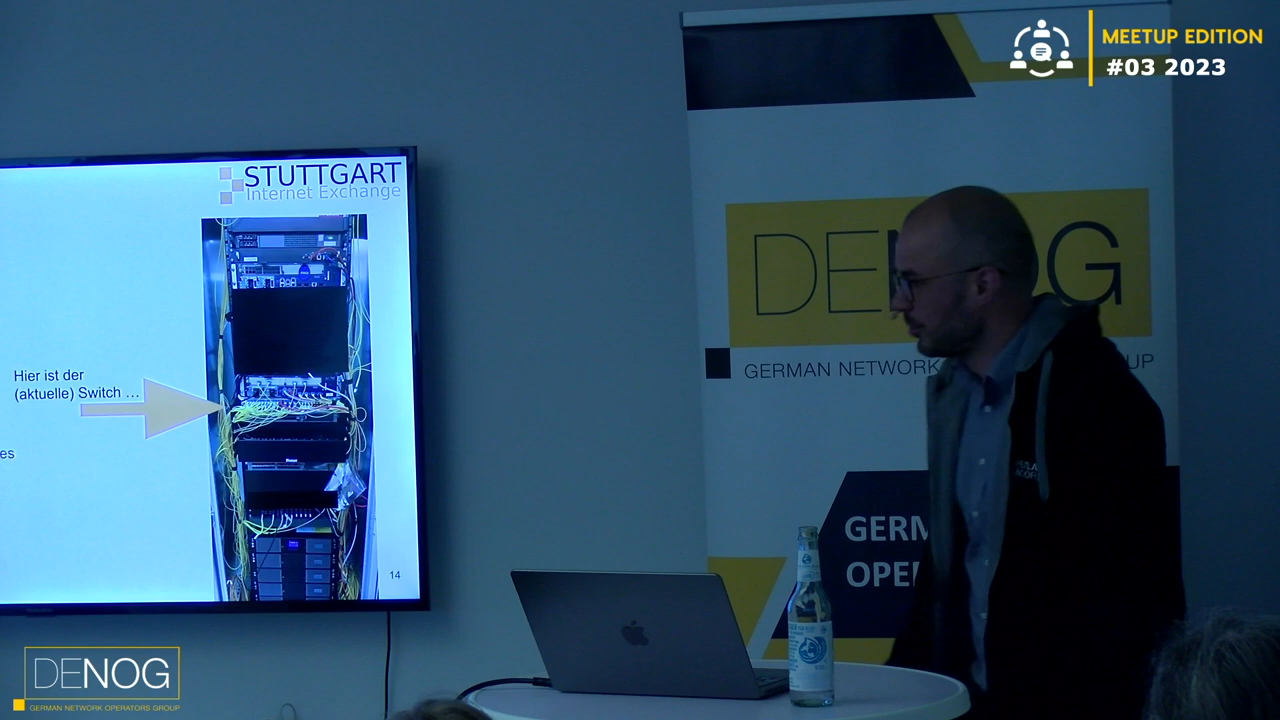 MEETUP EDITION
#03 2023
STUTTGART
Internet Exchange
Hier ist der
(aktuelle) Switch ...
es
14
DENOG
GERMAN NETWORK
UP
GERM
OPE
DENOG
GERMAN NETWORK OPERATORS GROUP